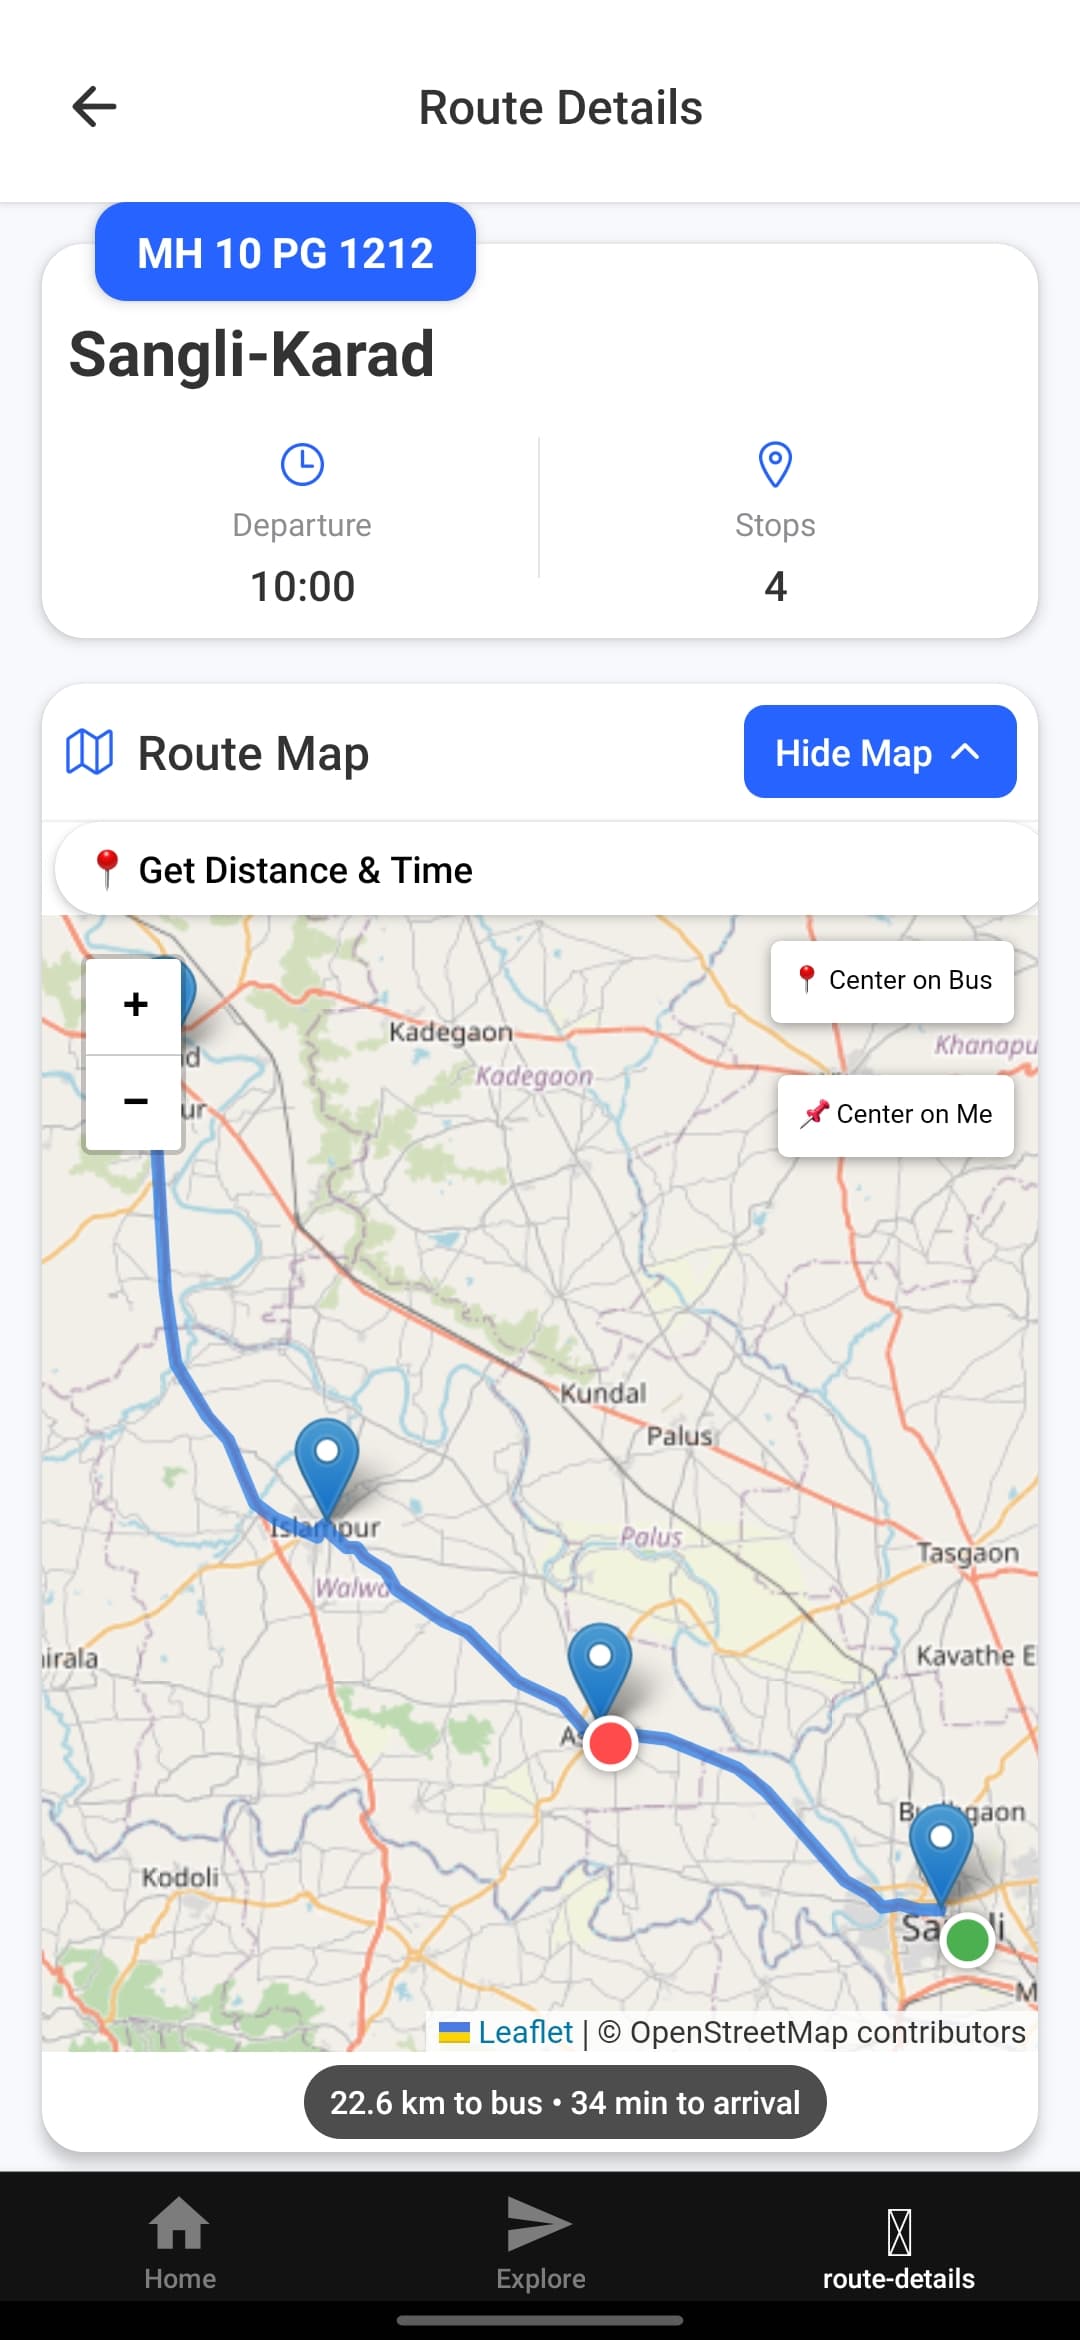 Route Details
MH 10 PG 1212
Sangli-Karad
Departure
10:00
Stops
4
Route Map
Hide Map
Get Distance & Time
+
−
Center on Bus
Center on Me
Kadegaon
Kadegaon
Khanapu
d
ur
Kundal
Palus
Palus
Islampur
Walwa
Tasgaon
irala
Kavathe E
As
gaon
Kodoli
Sa
li
M
Leaflet | © OpenStreetMap contributors
22.6 km to bus • 34 min to arrival
Home
Explore
route-details